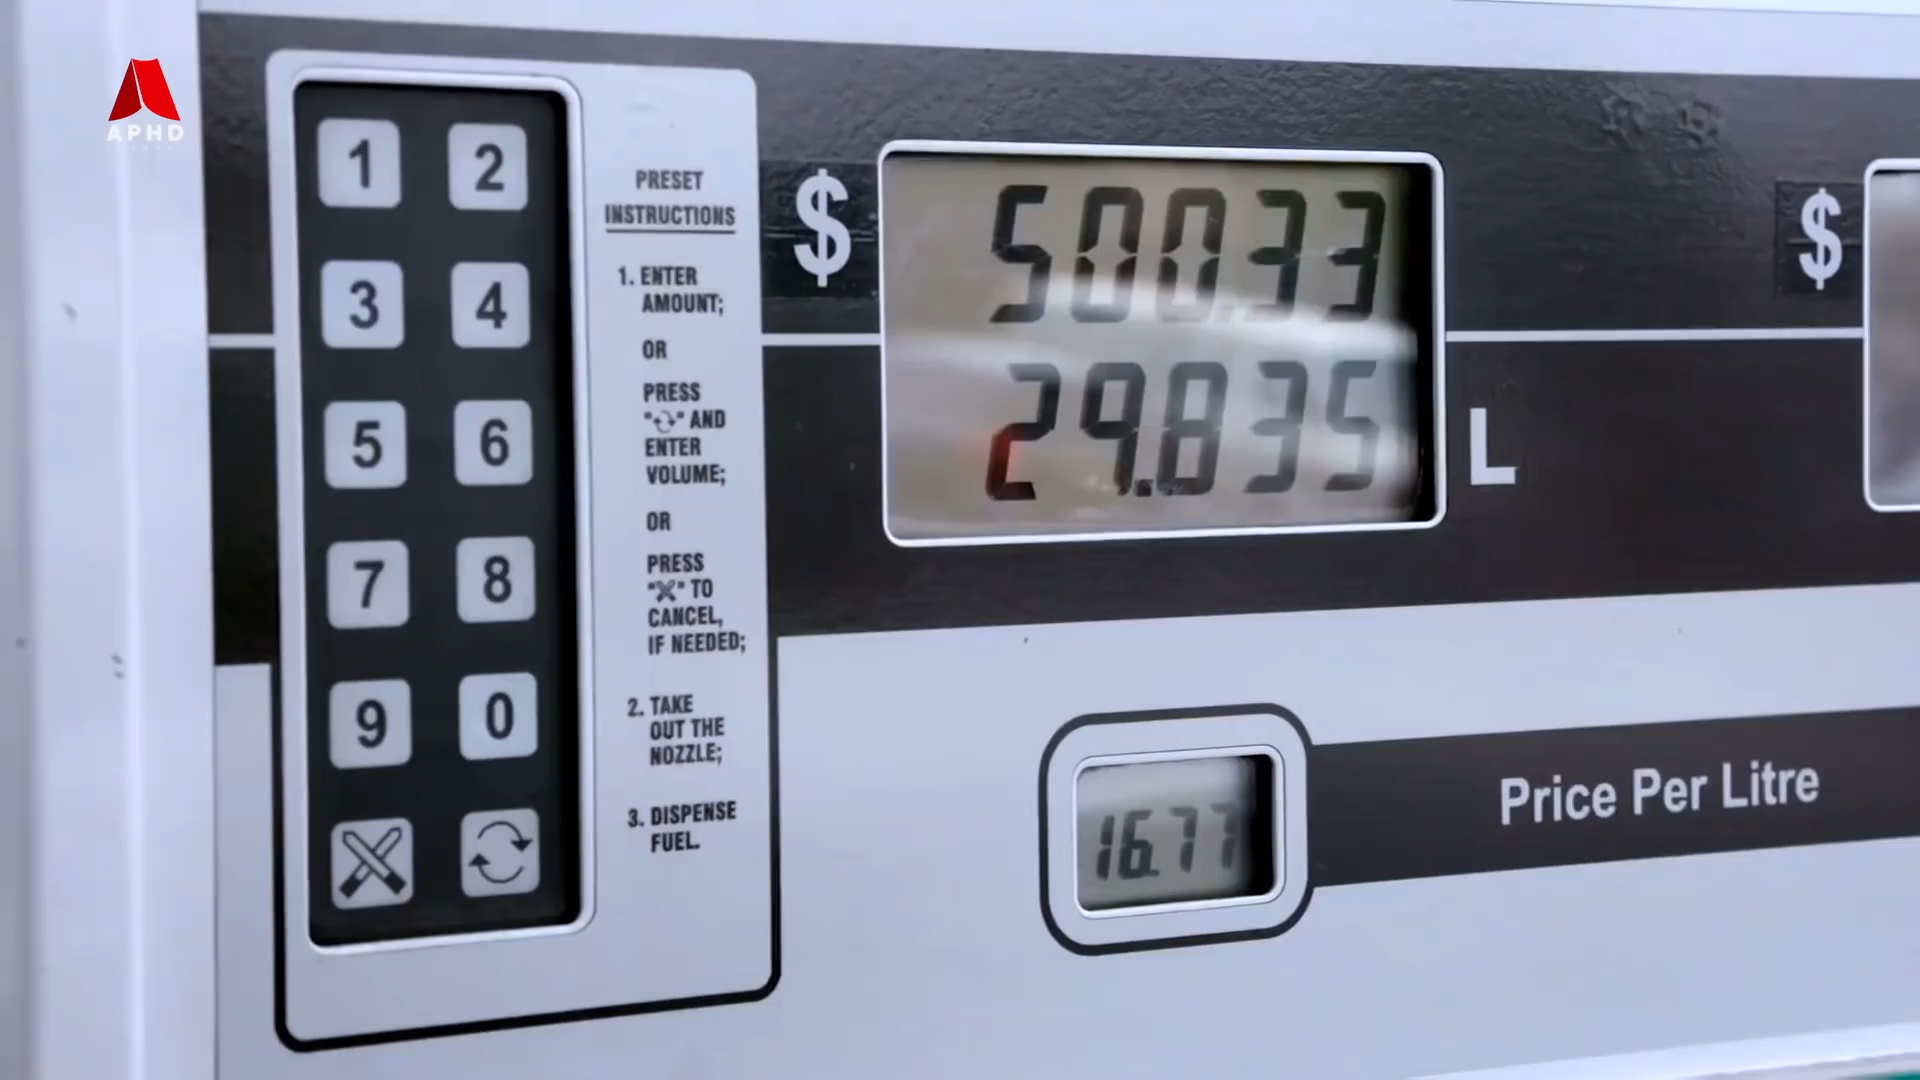 APHD
1 2
3 4
5 6
7 8
9 0
PRESET
INSTRUCTIONS
1. ENTER
AMOUNT;
OR
PRESS
"🗘" AND
ENTER
VOLUME;
OR
PRESS
"✕" TO
CANCEL,
IF NEEDED;
2. TAKE
OUT THE
NOZZLE;
3. DISPENSE
FUEL.
$ 500.33
29.835 L
$
16.77
Price Per Litre